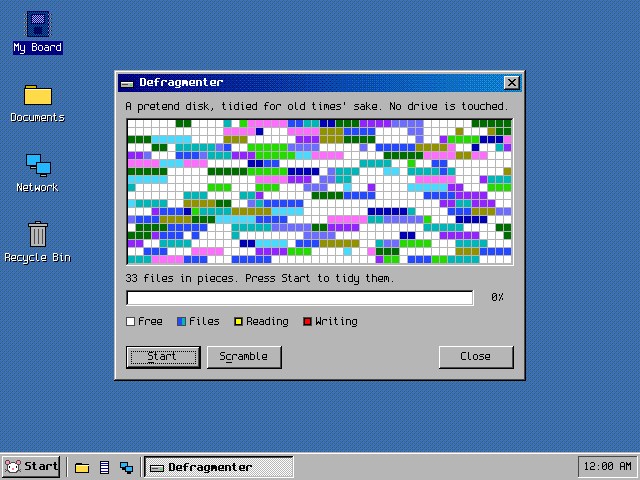 My Board
Documents
Network
Recycle Bin
Defragmenter
A pretend disk, tidied for old times' sake. No drive is touched.
33 files in pieces. Press Start to tidy them.
0%
Free Files Reading Writing
Start Scramble Close
Start Defragmenter 12:00 AM